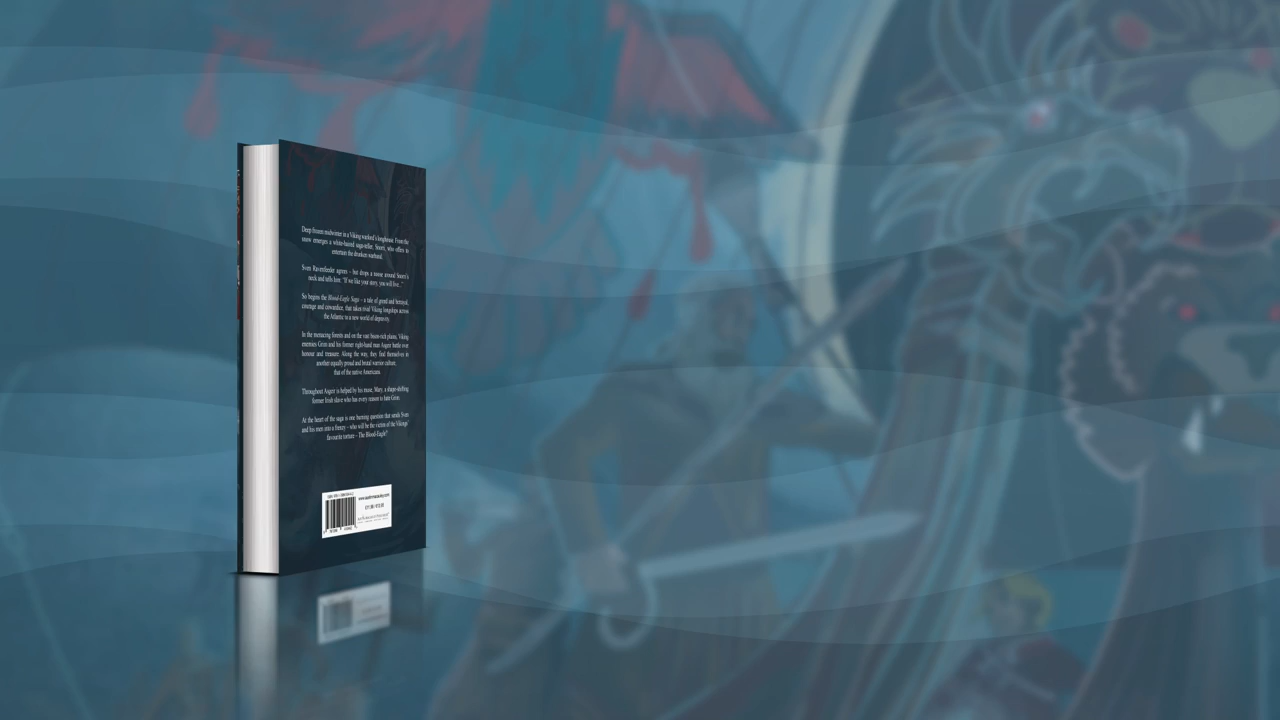 Deep frozen midwinter in a Viking warlord's longhouse. From the
snow emerges a white-haired saga-teller, Snorri, who offers to
entertain the drunken warband.
Sven Ravenfeeder agrees – but drops a noose around Snorri's
neck and tells him: "If we like your story, you will live..."
So begins the Blood-Eagle Saga – a tale of greed and betrayal,
courage and cowardice, that takes rival Viking longships across
the Atlantic to a new world of depravity.
In the menacing forests and on the vast bison-rich plains, Viking
enemies Grim and his former right-hand man Asgeir battle over
honour and treasure. Along the way, they find themselves in
another equally proud and brutal warrior culture,
that of the native Americans.
Throughout Asgeir is helped by his muse, Mary, a shape-shifting
former Irish slave who has every reason to hate Grim.
At the heart of the saga is one burning question that sends Sven
and his men into a frenzy – who will be the victim of the Vikings'
favourite torture – The Blood-Eagle?
www.austinmacauley.com